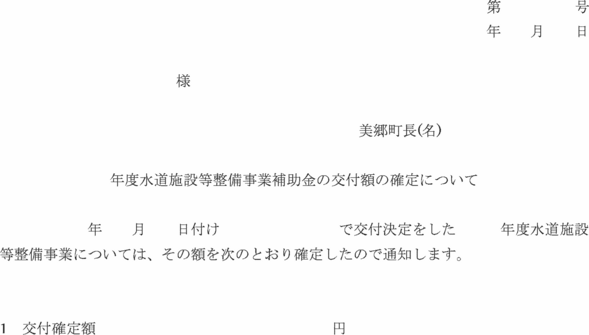 第　　　　　号
年　　月　　日
様
美郷町長(名)
年度水道施設等整備事業補助金の交付額の確定について
年　　月　　日付け　　　　　　　　で交付決定をした　　　年度水道施設
等整備事業については、その額を次のとおり確定したので通知します。
1　交付確定額　　　　　　　　　　　　　　　　円